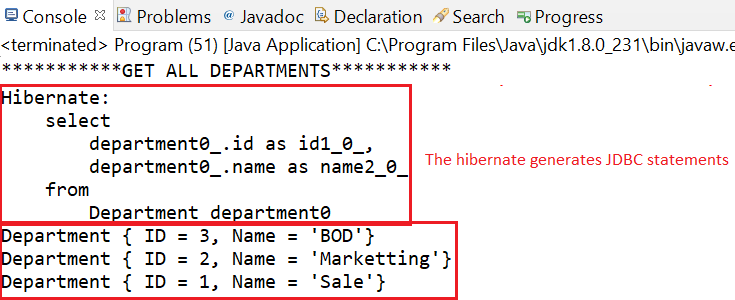 Console Problems Javadoc Declaration Search Progress
<terminated> Program (51) [Java Application] C:\Program Files\Java\jdk1.8.0_231\bin\javaw.e
***********GET ALL DEPARTMENTS***********
Hibernate:
select
department0_.id as id1_0_,
department0_.name as name2_0_
The hibernate generates JDBC statements
from
Department department0
Department { ID = 3, Name = 'BOD'}
Department { ID = 2, Name = 'Marketting'}
Department { ID = 1, Name = 'Sale'}